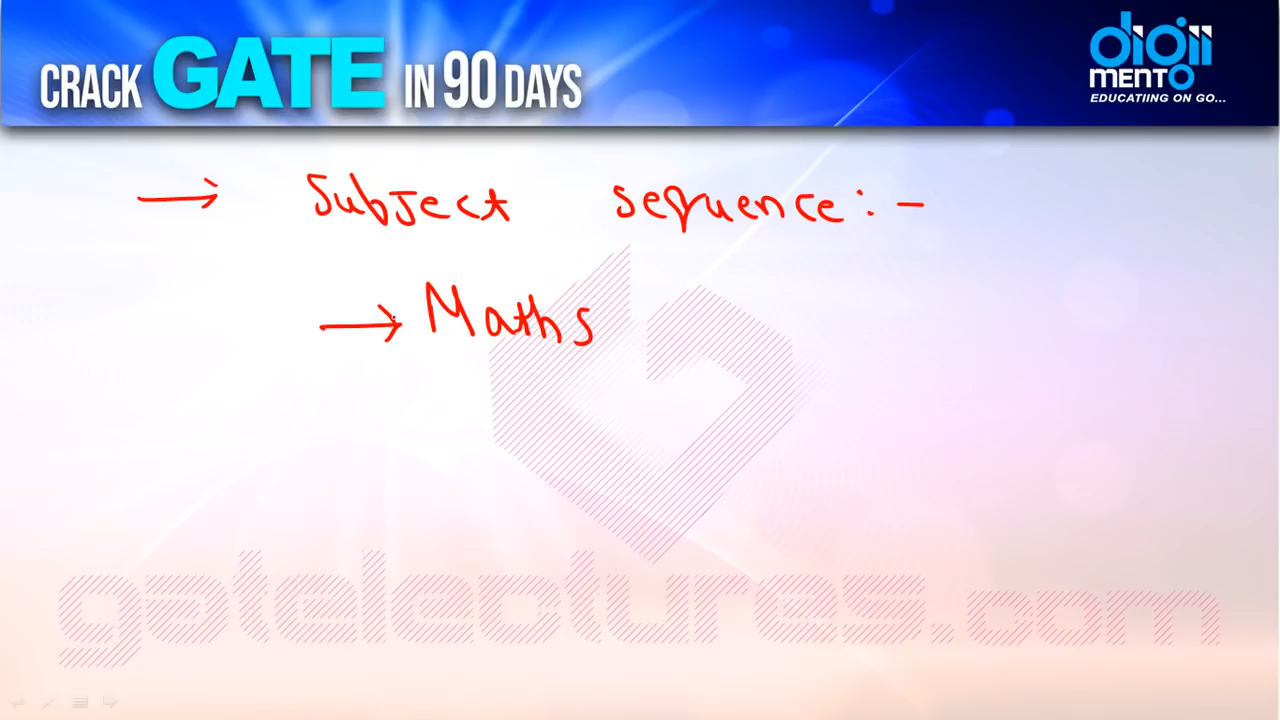 CRACK GATE IN 90 DAYS
digii
MENTO
EDUCATIING ON GO...
→ Subject sequence:-
→ Maths
gatelectures.com